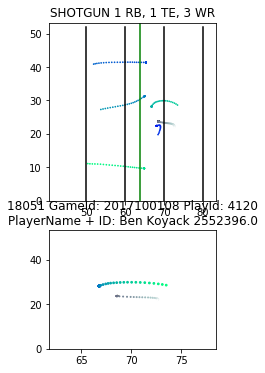 SHOTGUN 1 RB, 1 TE, 3 WR
50
40
30
20
10
0
50 60 70 80
18051 GameId: 2017100108 PlayId: 4120
PlayerName + ID: Ben Koyack 2552396.0
40
20
0
65 70 75